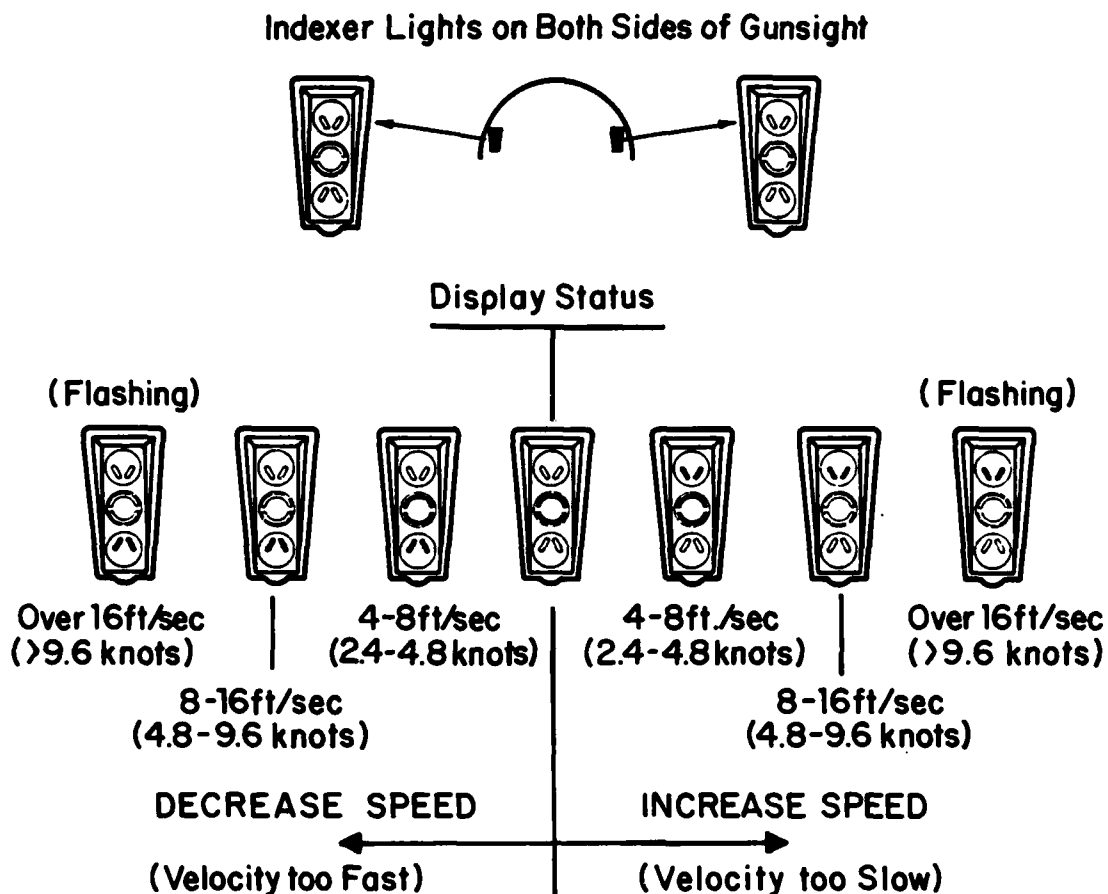 Indexer Lights on Both Sides of Gunsight
Display Status
(Flashing)
(Flashing)
Over 16ft/sec
(>9.6 knots)
8-16ft/sec
(4.8-9.6 knots)
4-8ft/sec
(2.4-4.8 knots)
4-8ft./sec
(2.4-4.8 knots)
8-16ft/sec
(4.8-9.6 knots)
Over 16ft/sec
(>9.6 knots)
DECREASE SPEED
INCREASE SPEED
(Velocity too Fast)
(Velocity too Slow)